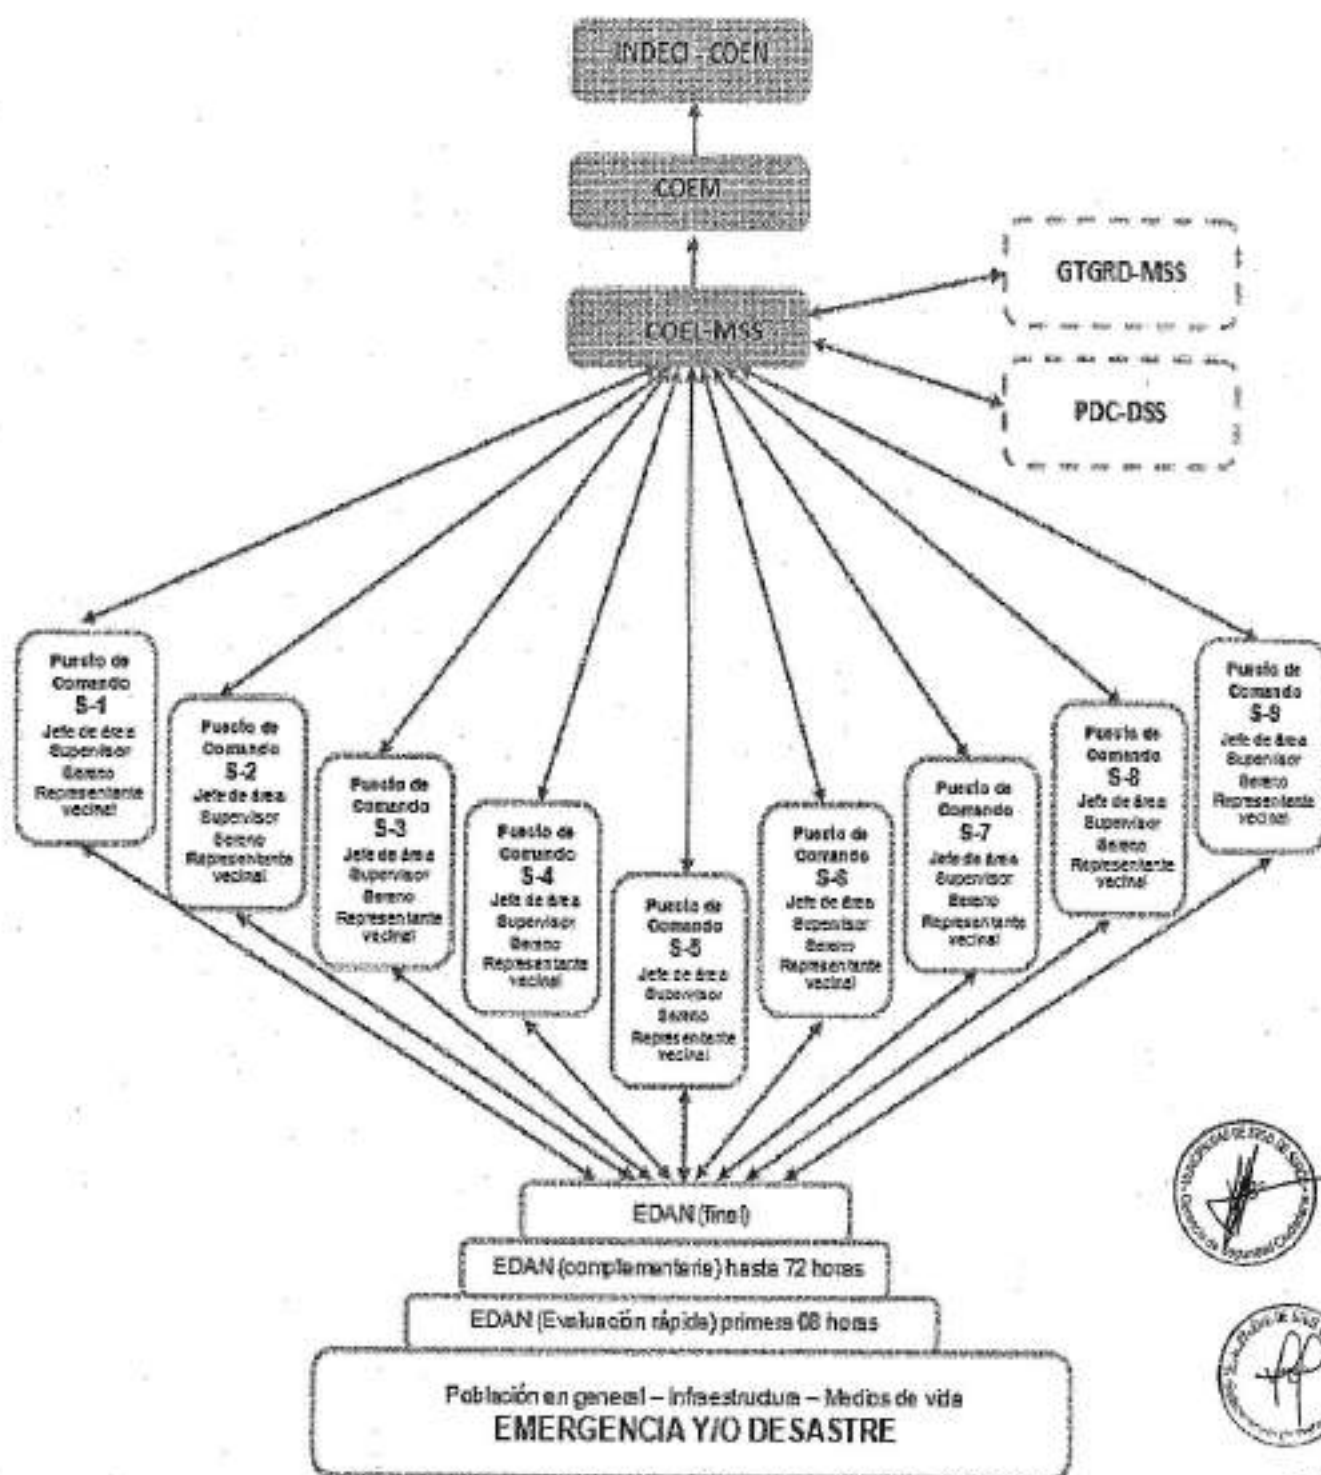 INDECI - COEN
COEM
COEL-MSS
GTGRD-MSS
PDC-DSS
Puesto de
Comando
S-1
Jefe de área
Supervisor
Sereno
Representante
vecinal
Puesto de
Comando
S-2
Jefe de área
Supervisor
Sereno
Representante
vecinal
Puesto de
Comando
S-3
Jefe de área
Supervisor
Sereno
Representante
vecinal
Puesto de
Comando
S-4
Jefe de área
Supervisor
Sereno
Representante
vecinal
Puesto de
Comando
S-5
Jefe de área
Supervisor
Sereno
Representante
vecinal
Puesto de
Comando
S-6
Jefe de área
Supervisor
Sereno
Representante
vecinal
Puesto de
Comando
S-7
Jefe de área
Supervisor
Sereno
Representante
vecinal
Puesto de
Comando
S-8
Jefe de área
Supervisor
Sereno
Representante
vecinal
Puesto de
Comando
S-9
Jefe de área
Supervisor
Sereno
Representante
vecinal
EDAN (final)
EDAN (complementaria) hasta 72 horas
EDAN (Evaluación rápida) primera 08 horas
Población en general – Infraestructura – Medios de vida
EMERGENCIA Y/O DESASTRE